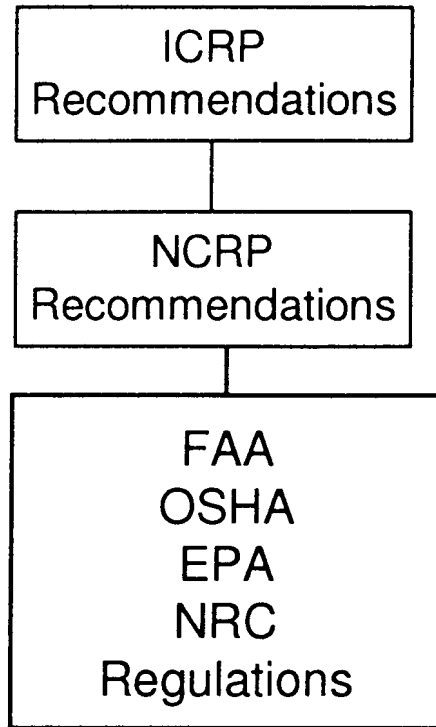 ICRP
Recommendations
NCRP
Recommendations
FAA
OSHA
EPA
NRC
Regulations